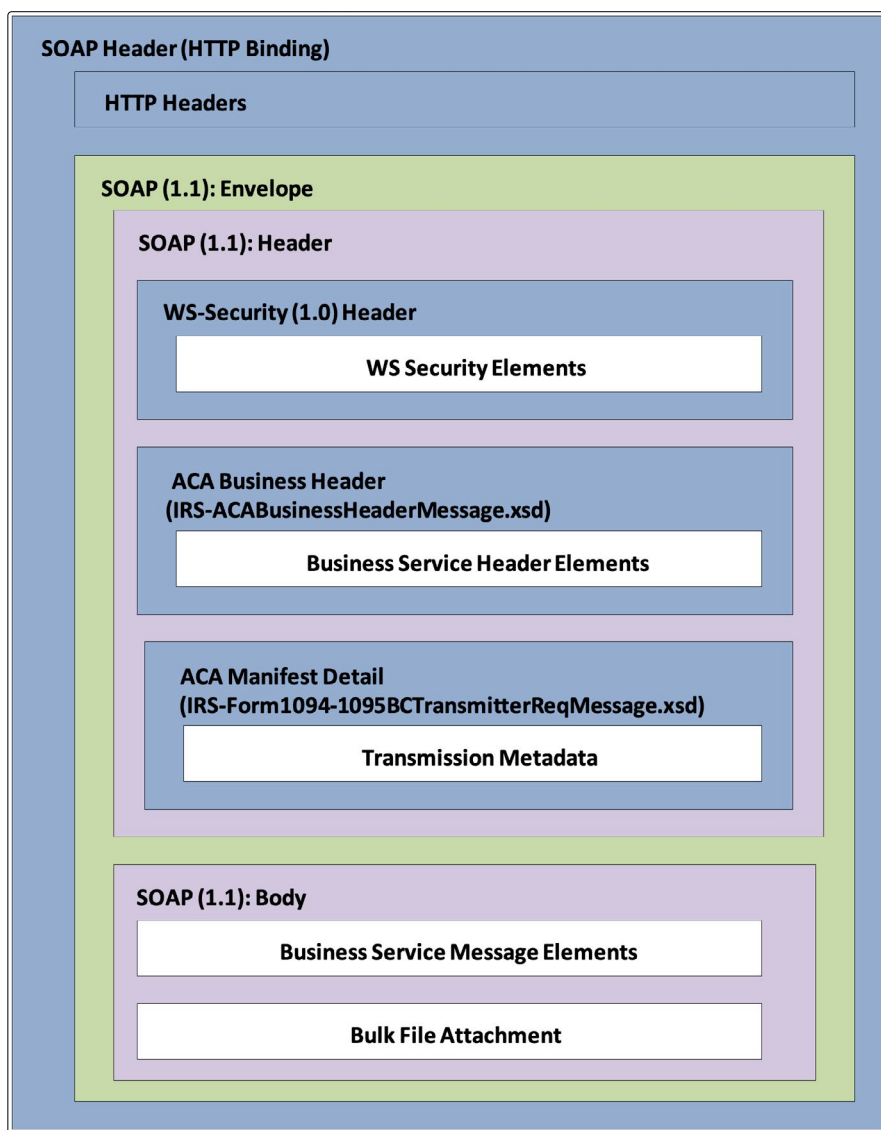 SOAP Header (HTTP Binding)
HTTP Headers
SOAP (1.1): Envelope
SOAP (1.1): Header
WS-Security (1.0) Header
WS Security Elements
ACA Business Header
(IRS-ACABusinessHeaderMessage.xsd)
Business Service Header Elements
ACA Manifest Detail
(IRS-Form1094-1095BCTransmitterReqMessage.xsd)
Transmission Metadata
SOAP (1.1): Body
Business Service Message Elements
Bulk File Attachment